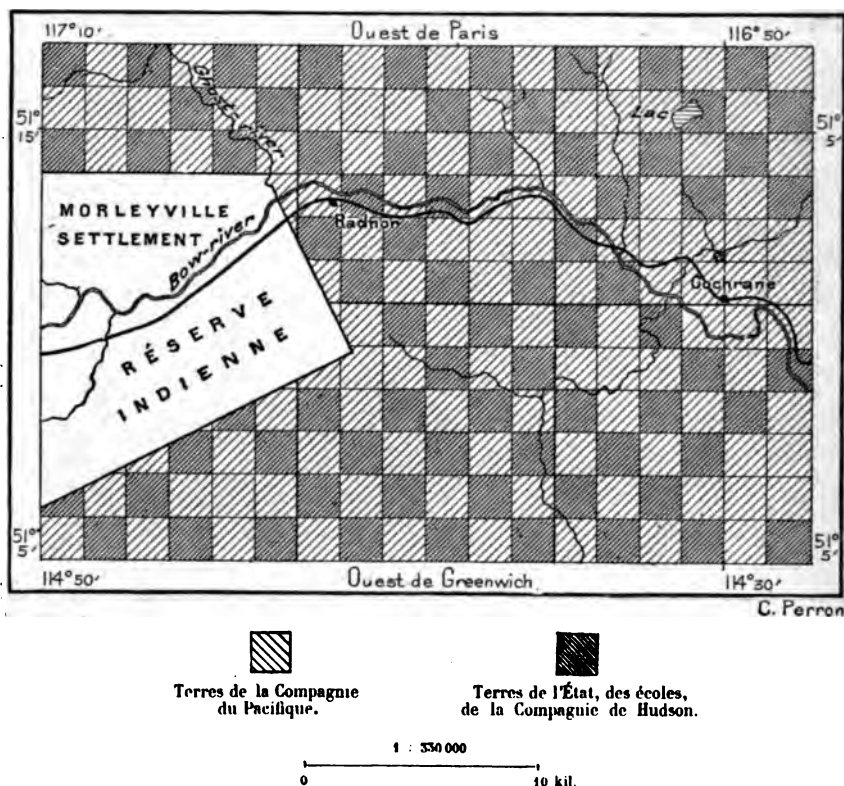 117°10′ Ouest de Paris 116°50′
Ghost-river
Lac
51°
15′
51°
5′
MORLEYVILLE
SETTLEMENT
Radnor
Bow-river
Cochrane
RÉSERVE
INDIENNE
51°
5′
51°
5′
114°50′ Ouest de Greenwich 114°30′
C. Perron
Terres de la Compagnie
du Pacifique.
Terres de l'État, des écoles,
de la Compagnie de Hudson.
1 : 330 000
0 10 kil.